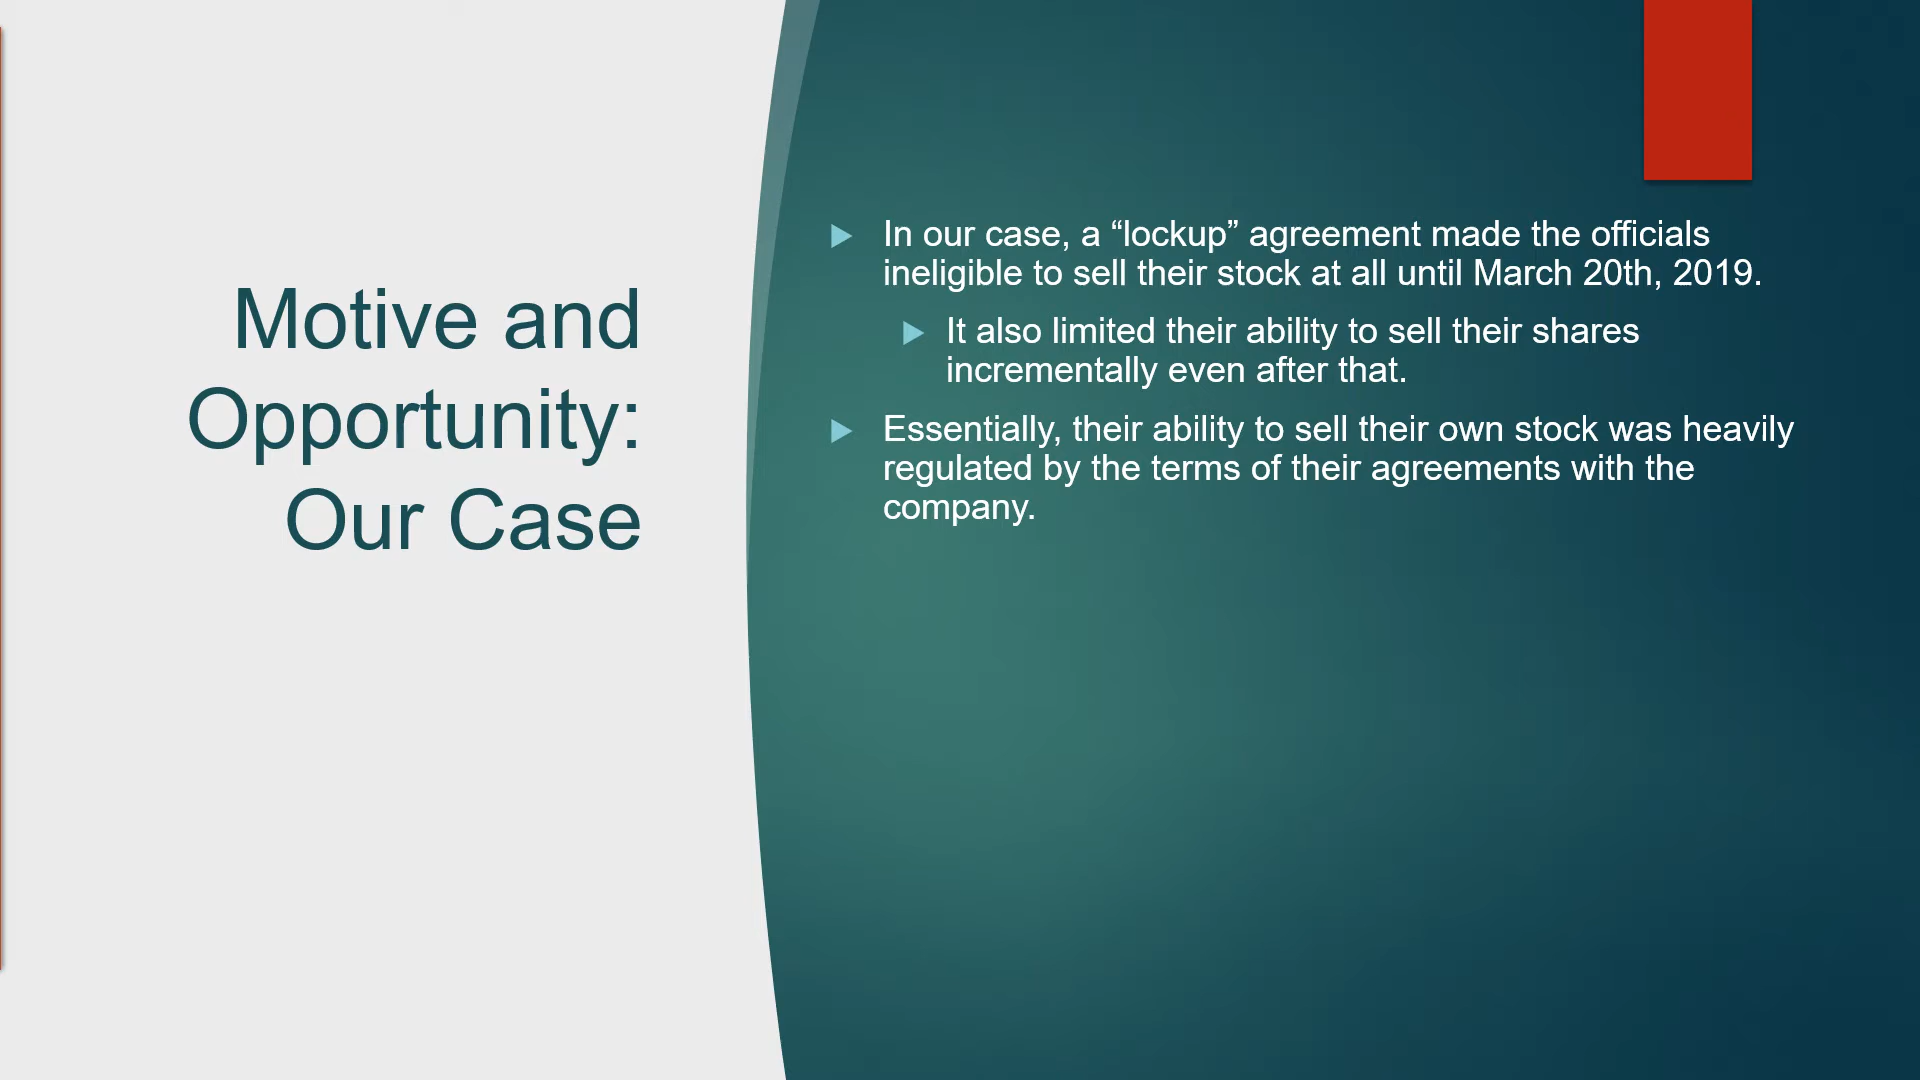 Motive and
Opportunity:
Our Case
In our case, a “lockup” agreement made the officials
ineligible to sell their stock at all until March 20th, 2019.
It also limited their ability to sell their shares
incrementally even after that.
Essentially, their ability to sell their own stock was heavily
regulated by the terms of their agreements with the
company.